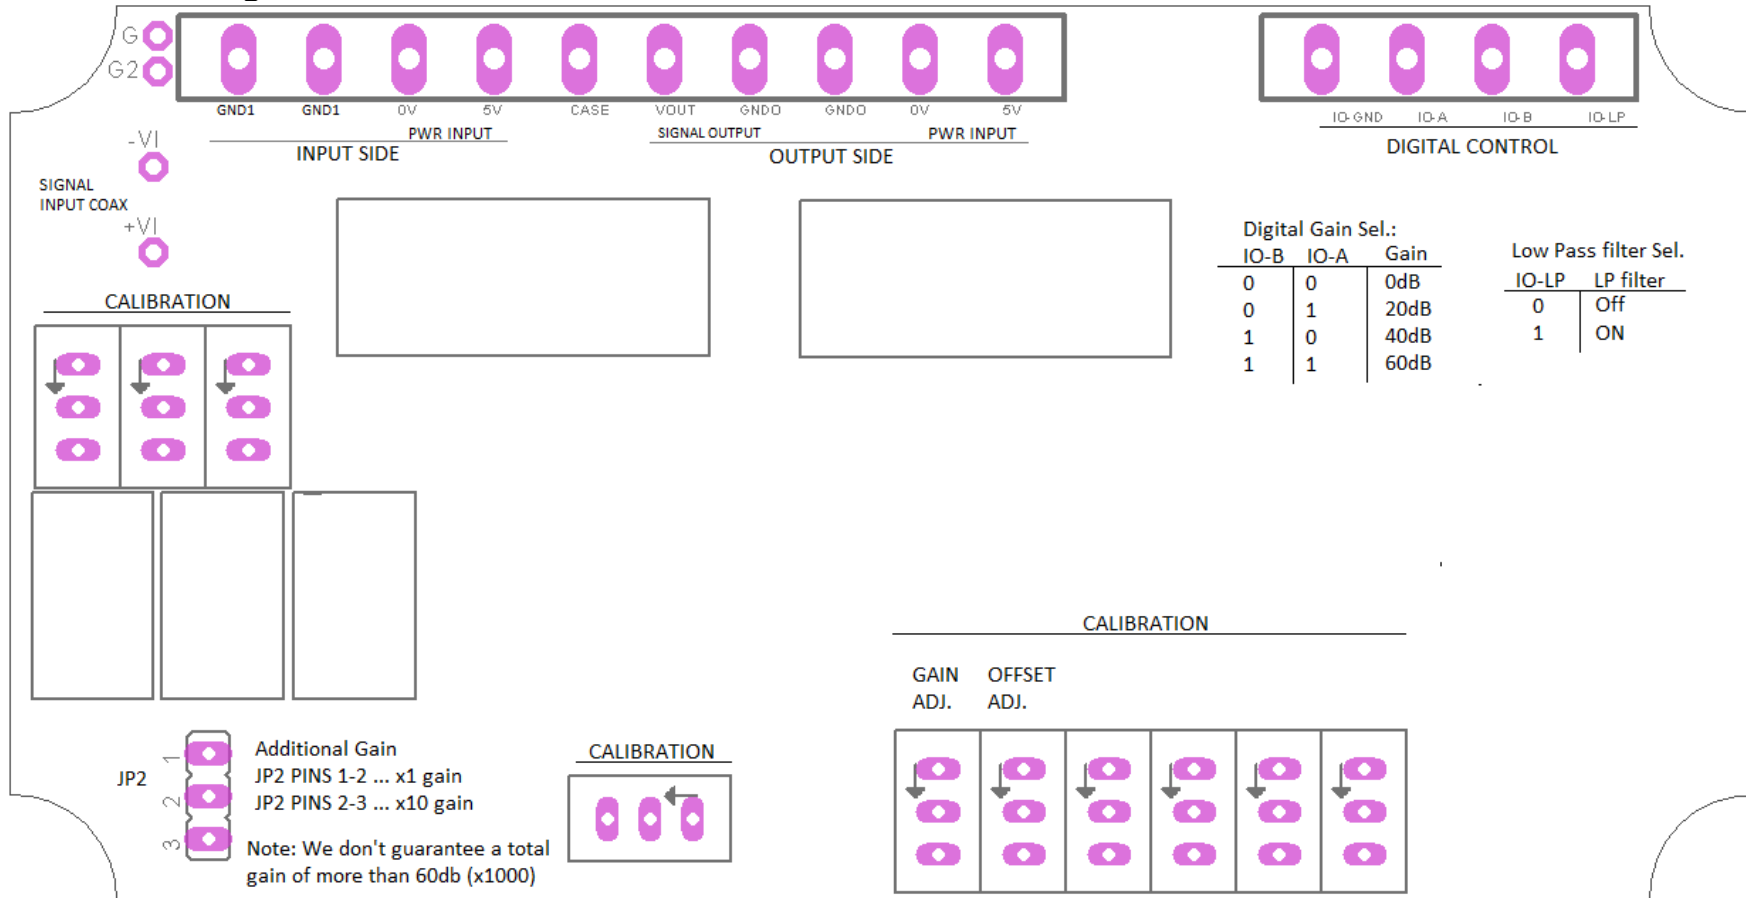 G
G2
GND1 GND1 0V 5V CASE VOUT GNDO GNDO 0V 5V
PWR INPUT SIGNAL OUTPUT PWR INPUT
INPUT SIDE OUTPUT SIDE
IO-GND IO-A IO-B IO-LP
DIGITAL CONTROL
-VI
SIGNAL
INPUT COAX
+VI
Digital Gain Sel.:
IO-B IO-A Gain
0 0 0dB
0 1 20dB
1 0 40dB
1 1 60dB
Low Pass filter Sel.
IO-LP LP filter
0 Off
1 ON
CALIBRATION
CALIBRATION
GAIN OFFSET
ADJ. ADJ.
JP2
1
2
3
Additional Gain
JP2 PINS 1-2 ... x1 gain
JP2 PINS 2-3 ... x10 gain
Note: We don't guarantee a total
gain of more than 60db (x1000)
CALIBRATION